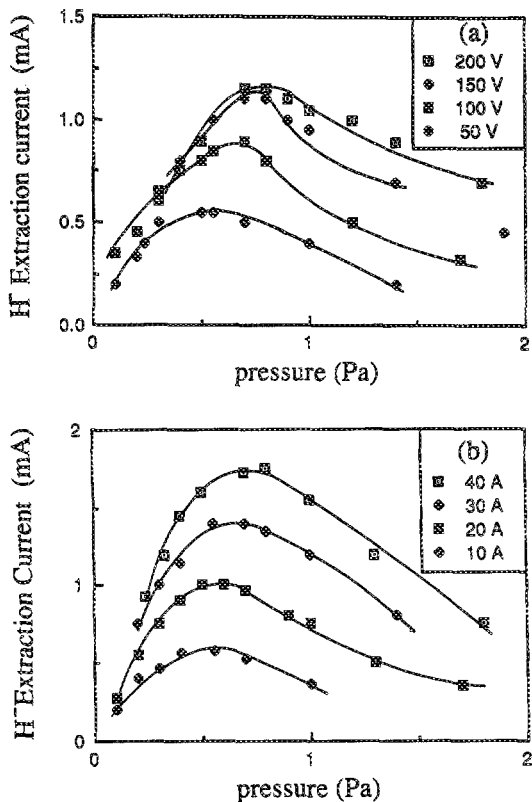 1.5
1.0
0.5
0.0
H⁻ Extraction current (mA)
(a)
200 V
150 V
100 V
50 V
0
1
2
pressure (Pa)
2
1
0
H⁻ Extraction Current (mA)
(b)
40 A
30 A
20 A
10 A
0
1
2
pressure (Pa)